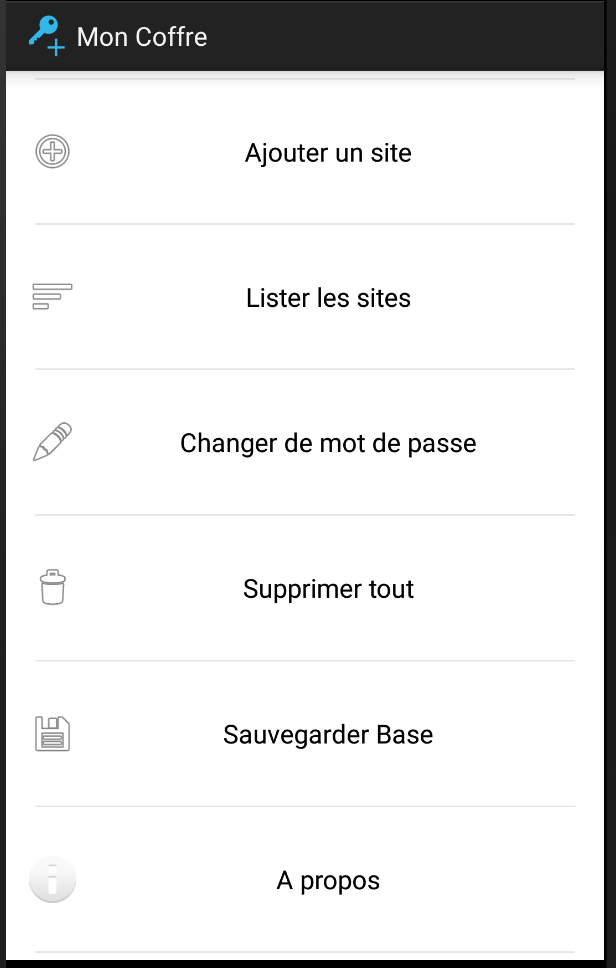 Mon Coffre
Ajouter un site
Lister les sites
Changer de mot de passe
Supprimer tout
Sauvegarder Base
A propos